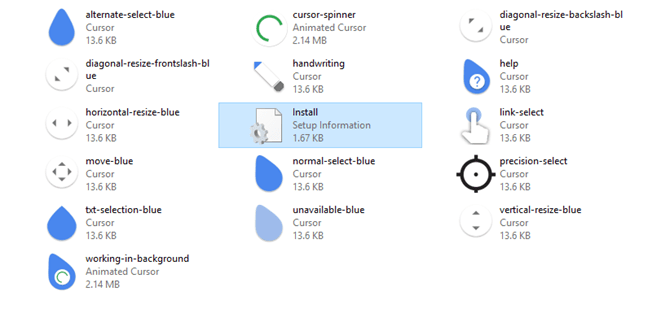 alternate-select-blue
Cursor
13.6 KB
cursor-spinner
Animated Cursor
2.14 MB
diagonal-resize-backslash-bl
ue
Cursor
diagonal-resize-frontslash-bl
ue
Cursor
handwriting
Cursor
13.6 KB
help
Cursor
13.6 KB
horizontal-resize-blue
Cursor
13.6 KB
Install
Setup Information
1.67 KB
link-select
Cursor
13.6 KB
move-blue
Cursor
13.6 KB
normal-select-blue
Cursor
13.6 KB
precision-select
Cursor
13.6 KB
txt-selection-blue
Cursor
13.6 KB
unavailable-blue
Cursor
13.6 KB
vertical-resize-blue
Cursor
13.6 KB
working-in-background
Animated Cursor
2.14 MB